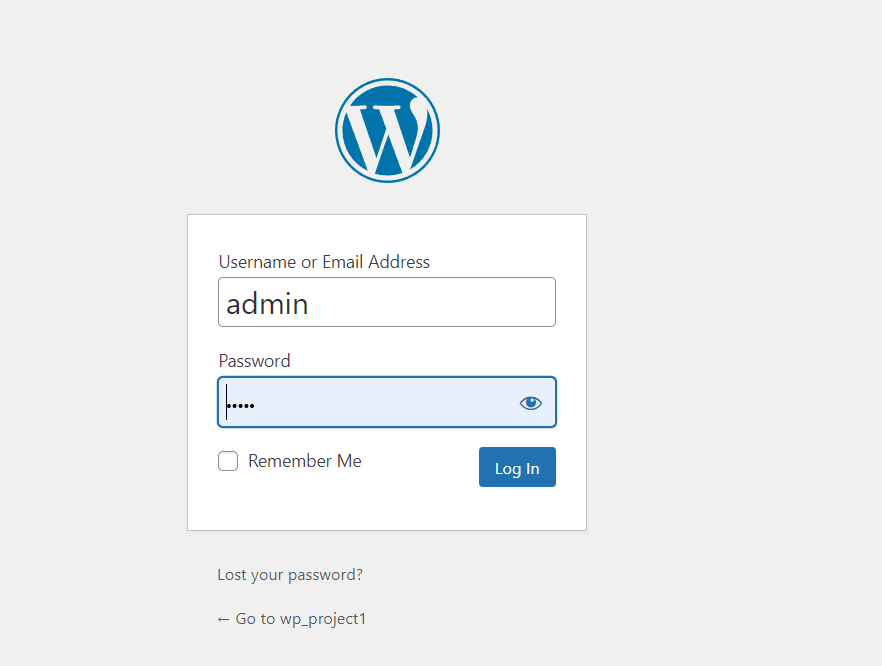 Username or Email Address
admin
Password
•••••
Remember Me
Log In
Lost your password?
← Go to wp_project1